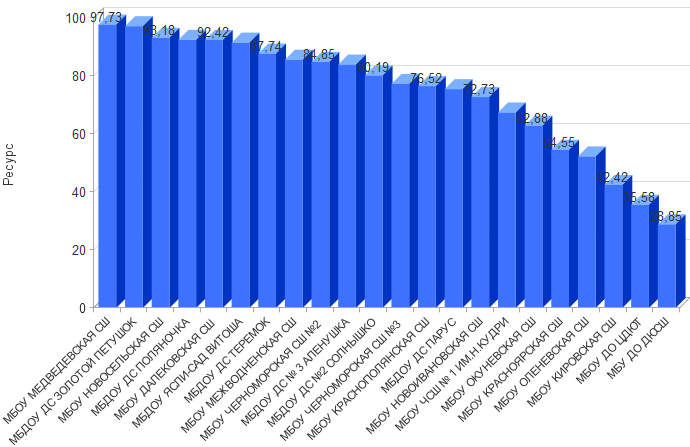 Ресурс
100
80
60
40
20
0
97,73
93,18
92,42
87,74
84,85
80,19
76,52
72,73
62,88
54,55
42,42
35,58
28,85
МБОУ МЕДВЕДЕВСКАЯ СШ
МБДОУ ДС ЗОЛОТОЙ ПЕТУШОК
МБОУ НОВОСЕЛЬСКАЯ СШ
МБДОУ ДС ПОЛЯНОЧКА
МБОУ ДАЛЕКОВСКАЯ СШ
МБДОУ ЯСЛИ-САД ВИТОША
МБДОУ ДС ТЕРЕМОК
МБОУ МЕЖВОДНЕНСКАЯ СШ
МБОУ ЧЕРНОМОРСКАЯ СШ №2
МБДОУ ДС № 3 АЛЕНУШКА
МБДОУ ДС №2 СОЛНЫШКО
МБОУ ЧЕРНОМОРСКАЯ СШ №3
МБОУ КРАСНОПОЛЯНСКАЯ СШ
МБДОУ ДС ПАРУС
МБОУ НОВОИВАНОВСКАЯ СШ
МБОУ ЧСШ № 1 ИМ.Н.КУДРИ
МБОУ ОКУНЕВСКАЯ СШ
МБОУ КРАСНОЯРСКАЯ СШ
МБОУ ОЛЕНЕВСКАЯ СШ
МБОУ КИРОВСКАЯ СШ
МБОУ ДО ЦДЮТ
МБУ ДО ДЮСШ